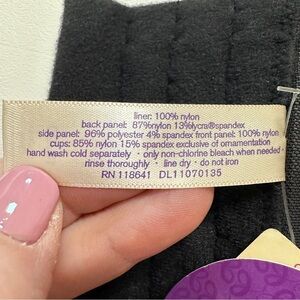 liner: 100% nylon
back panel: 87%nylon 13%lycra®spandex
side panel: 96% polyester 4% spandex front panel: 100% nylon
cups: 85% nylon 15% spandex exclusive of ornamentation
hand wash cold separately · only non-chlorine bleach when needed ·
rinse thoroughly · line dry · do not iron
RN 118641 DL11070135